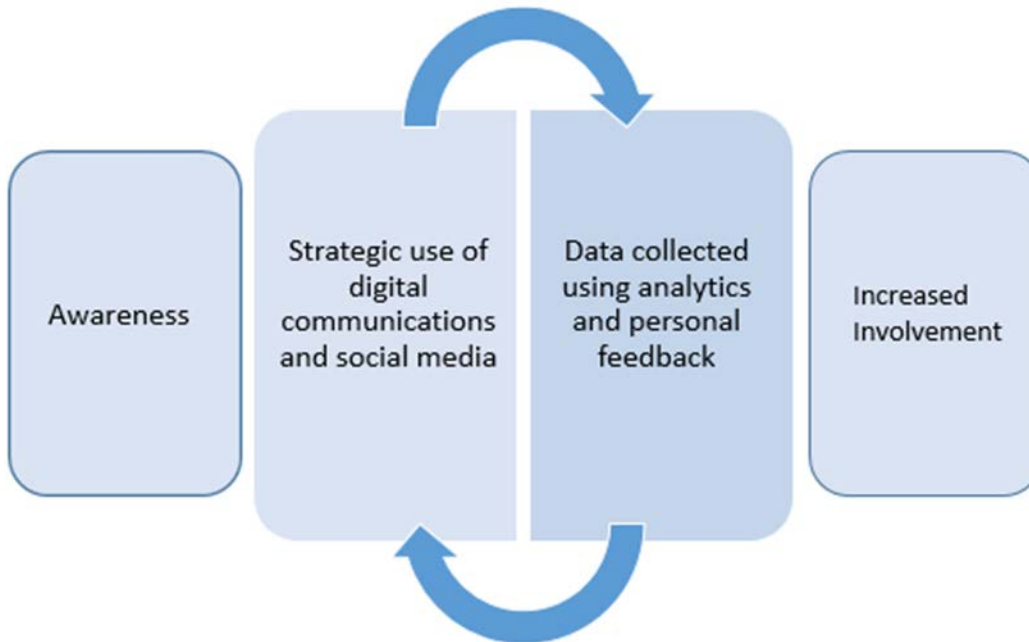 Awareness
Strategic use of
digital
communications
and social media
Data collected
using analytics
and personal
feedback
Increased
Involvement